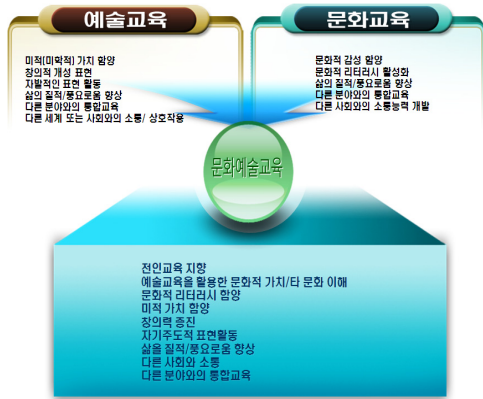 예술교육
미적(미학적) 가치 함양
창의적 개성 표현
자발적인 표현 활동
삶의 질적/풍요로움 향상
다른 분야와의 통합교육
다른 세계 또는 사회와의 소통/ 상호작용
문화교육
문화적 감성 함양
문화적 리터러시 활성화
삶의 질적/풍요로움 향상
다른 분야와의 통합교육
다른 사회와의 소통능력 개발
문화예술교육
전인교육 지향
예술교육을 활용한 문화적 가치/타 문화 이해
문화적 리터러시 함양
미적 가치 함양
창의력 증진
자기주도적 표현활동
삶을 질적/풍요로움 향상
다른 사회와 소통
다른 분야와의 통합교육